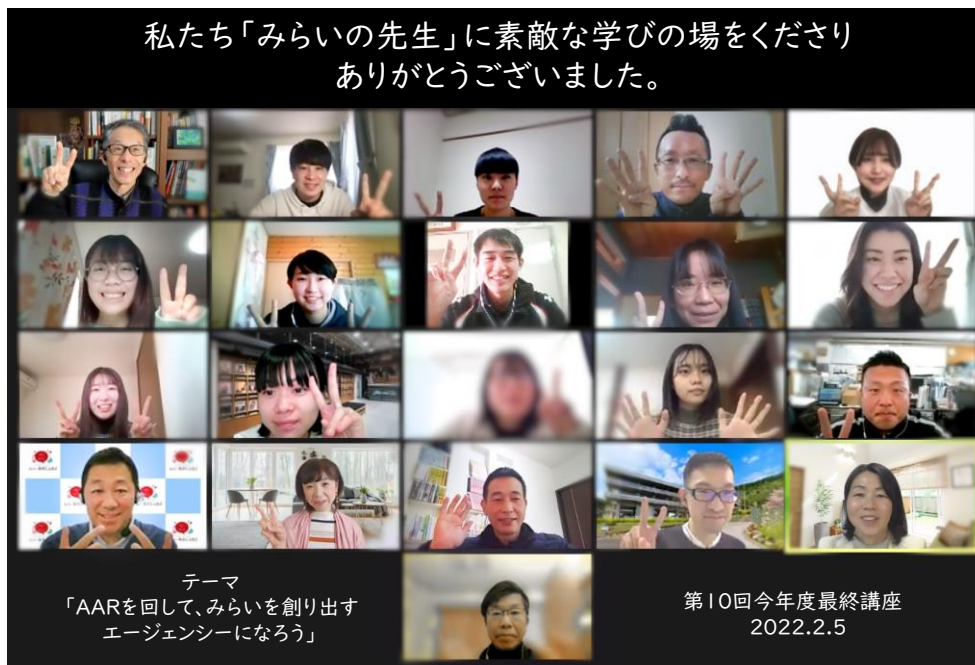 私たち「みらいの先生」に素敵な学びの場をくださり
ありがとうございました。
テーマ
「AARを回して、みらいを創り出す
エージェンシーになろう」
第10回今年度最終講座
2022.2.5